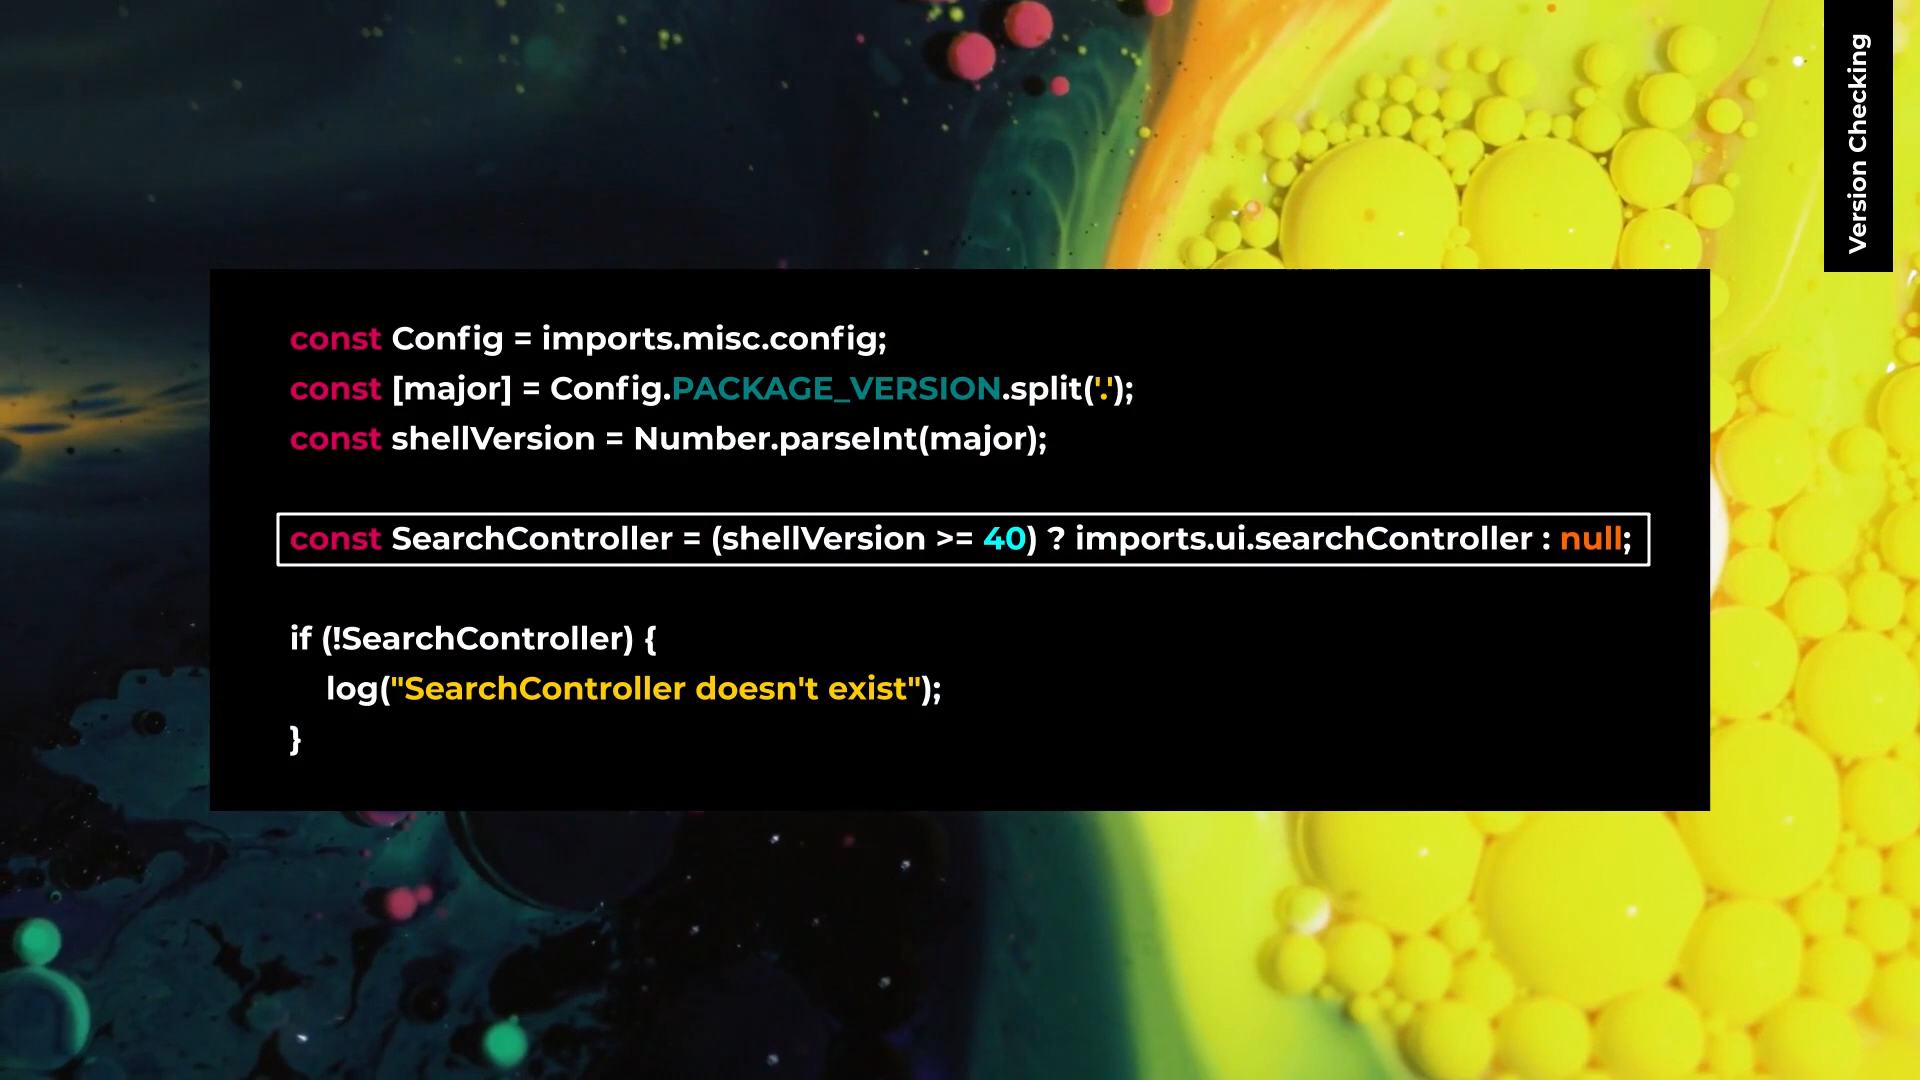 Version Checking
const Config = imports.misc.config;
const [major] = Config.PACKAGE_VERSION.split('.');
const shellVersion = Number.parseInt(major);
const SearchController = (shellVersion >= 40) ? imports.ui.searchController : null;
if (!SearchController) {
    log("SearchController doesn't exist");
}